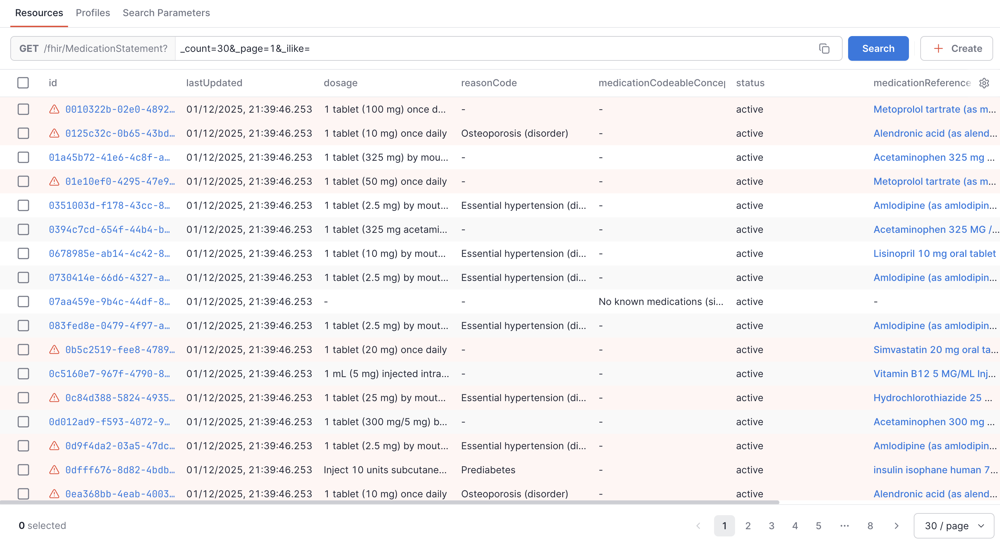 Resources Profiles Search Parameters
GET /fhir/MedicationStatement? _count=30&_page=1&_ilike= Search + Create
id lastUpdated dosage reasonCode medicationCodeableConcep status medicationReference
0010322b-02e0-4892… 01/12/2025, 21:39:46.253 1 tablet (100 mg) once d... - - active Metoprolol tartrate (as m...
0125c32c-0b65-43bd… 01/12/2025, 21:39:46.253 1 tablet (10 mg) once daily Osteoporosis (disorder) - active Alendronic acid (as alend...
01a45b72-41e6-4c8f-a… 01/12/2025, 21:39:46.253 1 tablet (325 mg) by mou... - - active Acetaminophen 325 mg ...
01e10ef0-4295-47e9… 01/12/2025, 21:39:46.253 1 tablet (50 mg) once daily - - active Metoprolol tartrate (as m...
0351003d-f178-43cc-8… 01/12/2025, 21:39:46.253 1 tablet (2.5 mg) by mout... Essential hypertension (di... - active Amlodipine (as amlodipin...
0394c7cd-654f-44b4-b… 01/12/2025, 21:39:46.253 1 tablet (325 mg acetami... - - active Acetaminophen 325 MG /...
0678985e-ab14-4c42-8… 01/12/2025, 21:39:46.253 1 tablet (10 mg) by mout... Essential hypertension (di... - active Lisinopril 10 mg oral tablet
0730414e-66d6-4327-a… 01/12/2025, 21:39:46.253 1 tablet (2.5 mg) by mout... Essential hypertension (di... - active Amlodipine (as amlodipin...
07aa459e-9b4c-44df-8… 01/12/2025, 21:39:46.253 - - No known medications (si... active -
083fed8e-0479-4f97-a… 01/12/2025, 21:39:46.253 1 tablet (2.5 mg) by mout... Essential hypertension (di... - active Amlodipine (as amlodipin...
0b5c2519-fee8-4789… 01/12/2025, 21:39:46.253 1 tablet (20 mg) once daily - - active Simvastatin 20 mg oral ta...
0c5160e7-967f-4790-8… 01/12/2025, 21:39:46.253 1 mL (5 mg) injected intra... - - active Vitamin B12 5 MG/ML Inj...
0c84d388-5824-4935… 01/12/2025, 21:39:46.253 1 tablet (25 mg) by mout... Essential hypertension (di... - active Hydrochlorothiazide 25 ...
0d012ad9-f593-4072-9… 01/12/2025, 21:39:46.253 1 tablet (300 mg/5 mg) b... - - active Acetaminophen 300 mg ...
0d9f4da2-03a5-47dc… 01/12/2025, 21:39:46.253 1 tablet (2.5 mg) by mout... Essential hypertension (di... - active Amlodipine (as amlodipin...
0dfff676-8d82-4bdb… 01/12/2025, 21:39:46.253 Inject 10 units subcutane... Prediabetes - active insulin isophane human 7...
0ea368bb-4eab-4003… 01/12/2025, 21:39:46.253 1 tablet (10 mg) once daily Osteoporosis (disorder) - active Alendronic acid (as alend...
0 selected < 1 2 3 4 5 ••• 8 > 30 / page